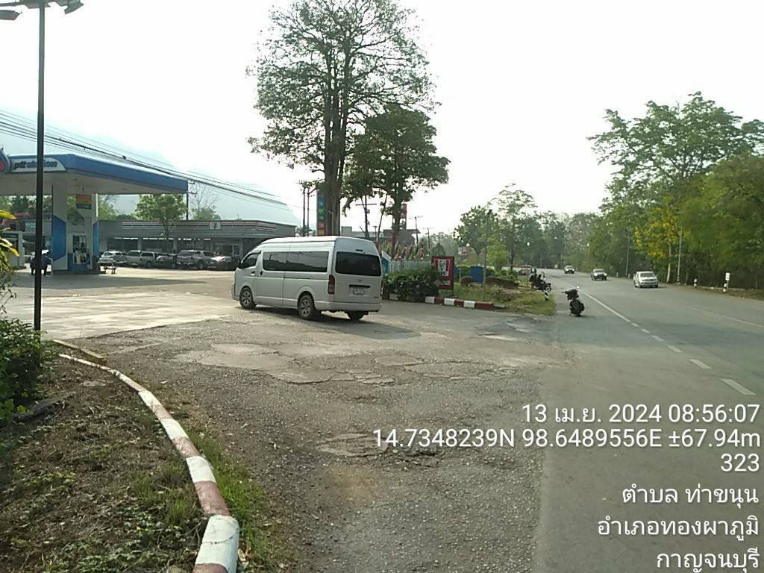 ptt station
13 เม.ย. 2024 08:56:07
14.7348239N 98.6489556E ±67.94m
323
ตำบล ท่าขนุน
อำเภอทองผาภูมิ
กาญจนบุรี